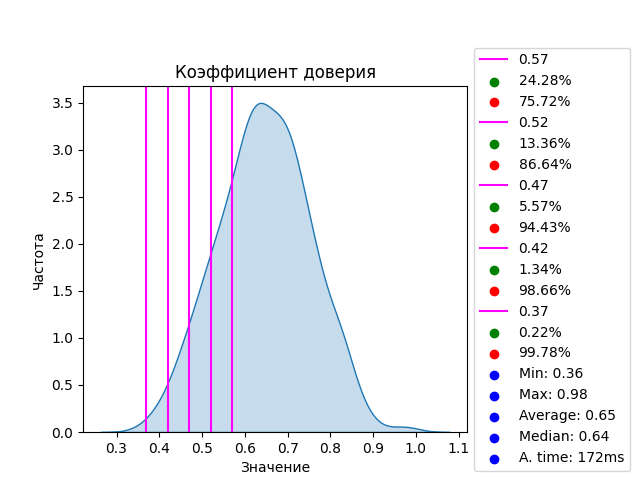 Коэффициент доверия
Частота
3.5
3.0
2.5
2.0
1.5
1.0
0.5
0.0
0.3 0.4 0.5 0.6 0.7 0.8 0.9 1.0 1.1
Значение
0.57
24.28%
75.72%
0.52
13.36%
86.64%
0.47
5.57%
94.43%
0.42
1.34%
98.66%
0.37
0.22%
99.78%
Min: 0.36
Max: 0.98
Average: 0.65
Median: 0.64
A. time: 172ms